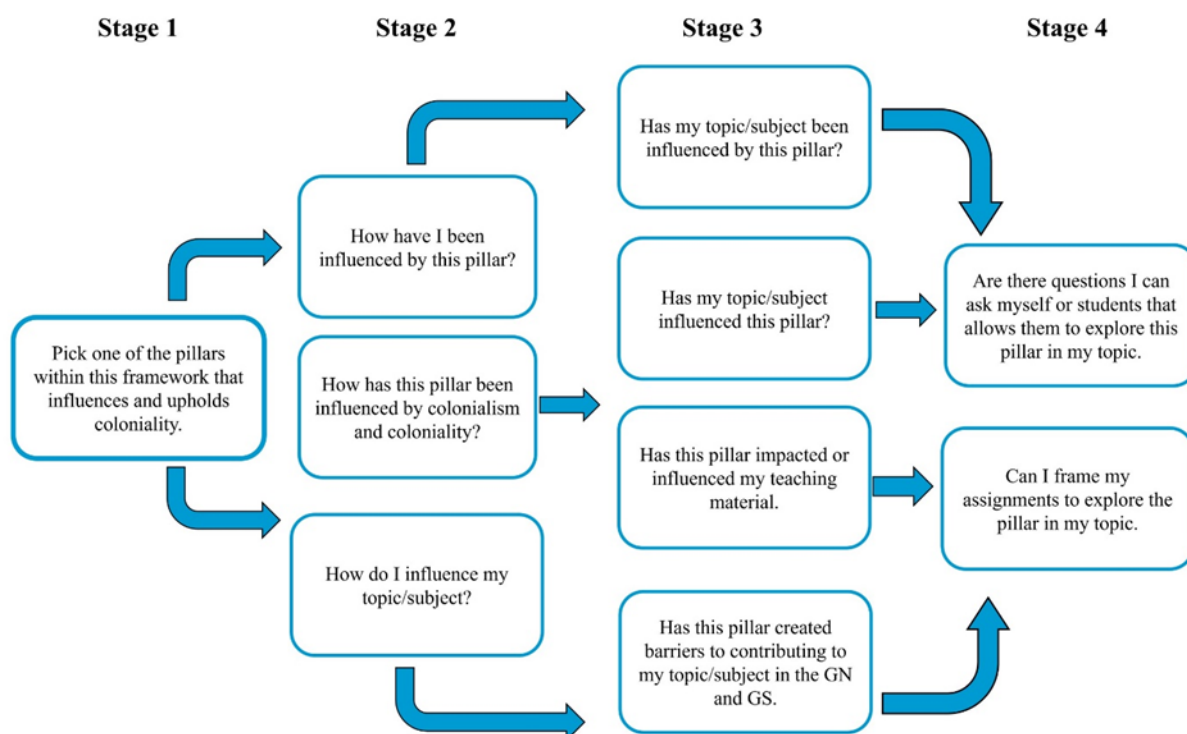 Stage 1
Stage 2
Stage 3
Stage 4
Pick one of the pillars
within this framework that
influences and upholds
coloniality.
How have I been
influenced by this pillar?
How has this pillar been
influenced by colonialism
and coloniality?
How do I influence my
topic/subject?
Has my topic/subject been
influenced by this pillar?
Has my topic/subject
influenced this pillar?
Has this pillar impacted or
influenced my teaching
material.
Has this pillar created
barriers to contributing to
my topic/subject in the GN
and GS.
Are there questions I can
ask myself or students that
allows them to explore this
pillar in my topic.
Can I frame my
assignments to explore the
pillar in my topic.